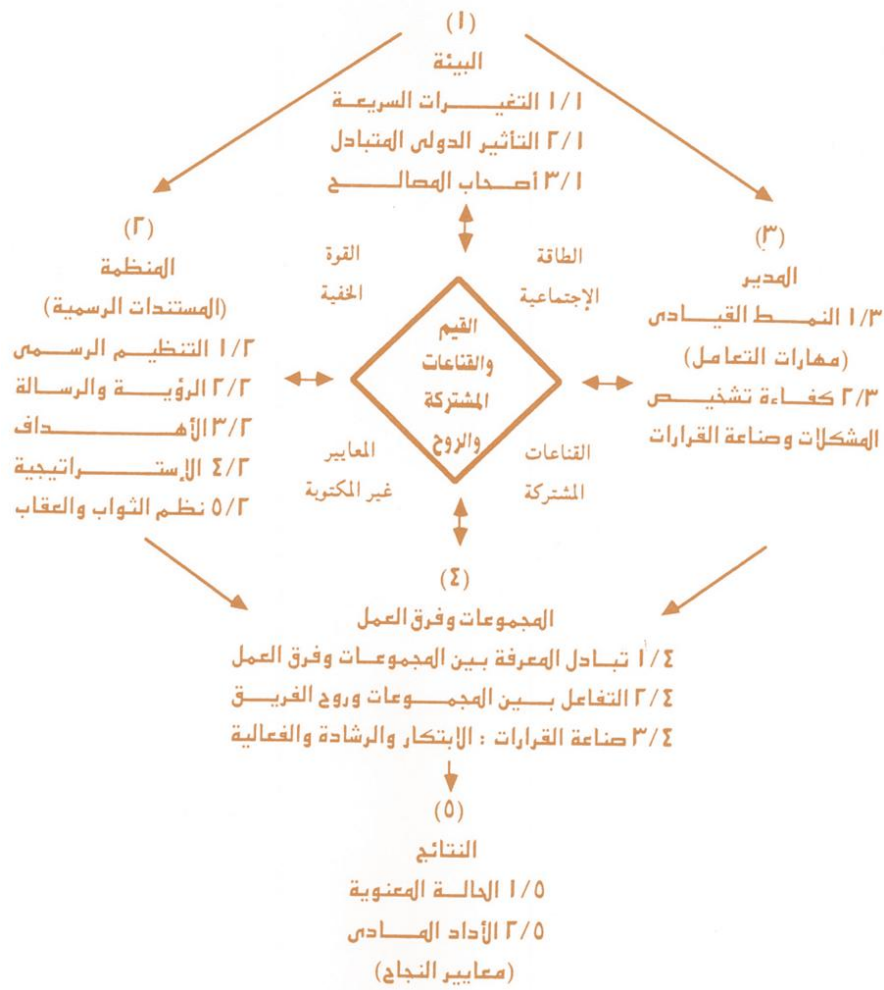 (١)
البيئة
١/١ التغيرات السريعة
٢/١ التأثير الدولى المتبادل
٣/١ أصحاب المصالح
(٢)
المنظمة
(المستندات الرسمية)
١/٢ التنظيم الرسمى
٢/٢ الرؤية والرسالة
٣/٢ الأهداف
٤/٢ الإستراتيجية
٥/٢ نظم الثواب والعقاب
(٣)
المدير
١/٣ النمط القيادى
(مهارات التعامل)
٢/٣ كفاءة تشخيص
المشكلات وصناعة القرارات
القوة
الخفية
الطاقة
الإجتماعية
القيم
والقناعات
المشتركة
والروح
المعايير
غير المكتوبة
القناعات
المشتركة
(٤)
المجموعات وفرق العمل
١/٤ تبادل المعرفة بين المجموعات وفرق العمل
٢/٤ التفاعل بين المجموعات وروح الفريق
٣/٤ صناعة القرارات : الابتكار والرشادة والفعالية
(٥)
النتائج
١/٥ الحالة المعنوية
٢/٥ الأداد المادى
(معايير النجاح)